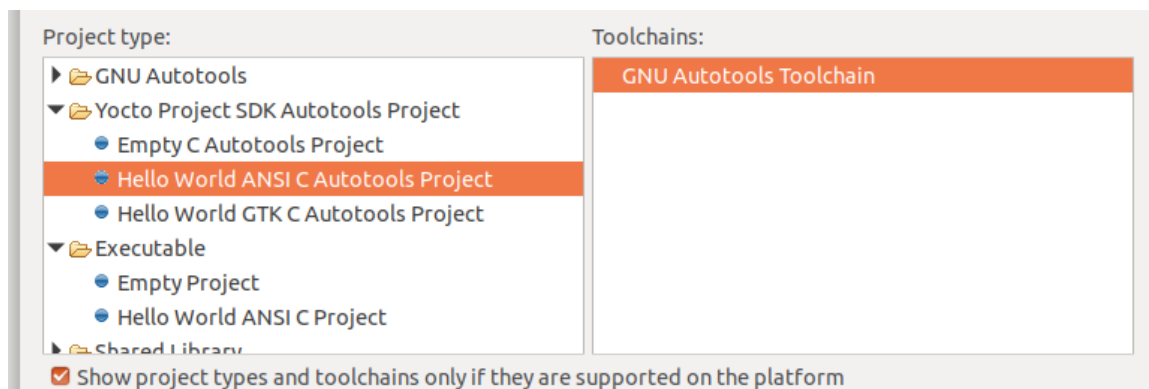 Project type:
Toolchains:
GNU Autotools
Yocto Project SDK Autotools Project
Empty C Autotools Project
Hello World ANSI C Autotools Project
Hello World GTK C Autotools Project
Executable
Empty Project
Hello World ANSI C Project
Shared Library
GNU Autotools Toolchain
Show project types and toolchains only if they are supported on the platform